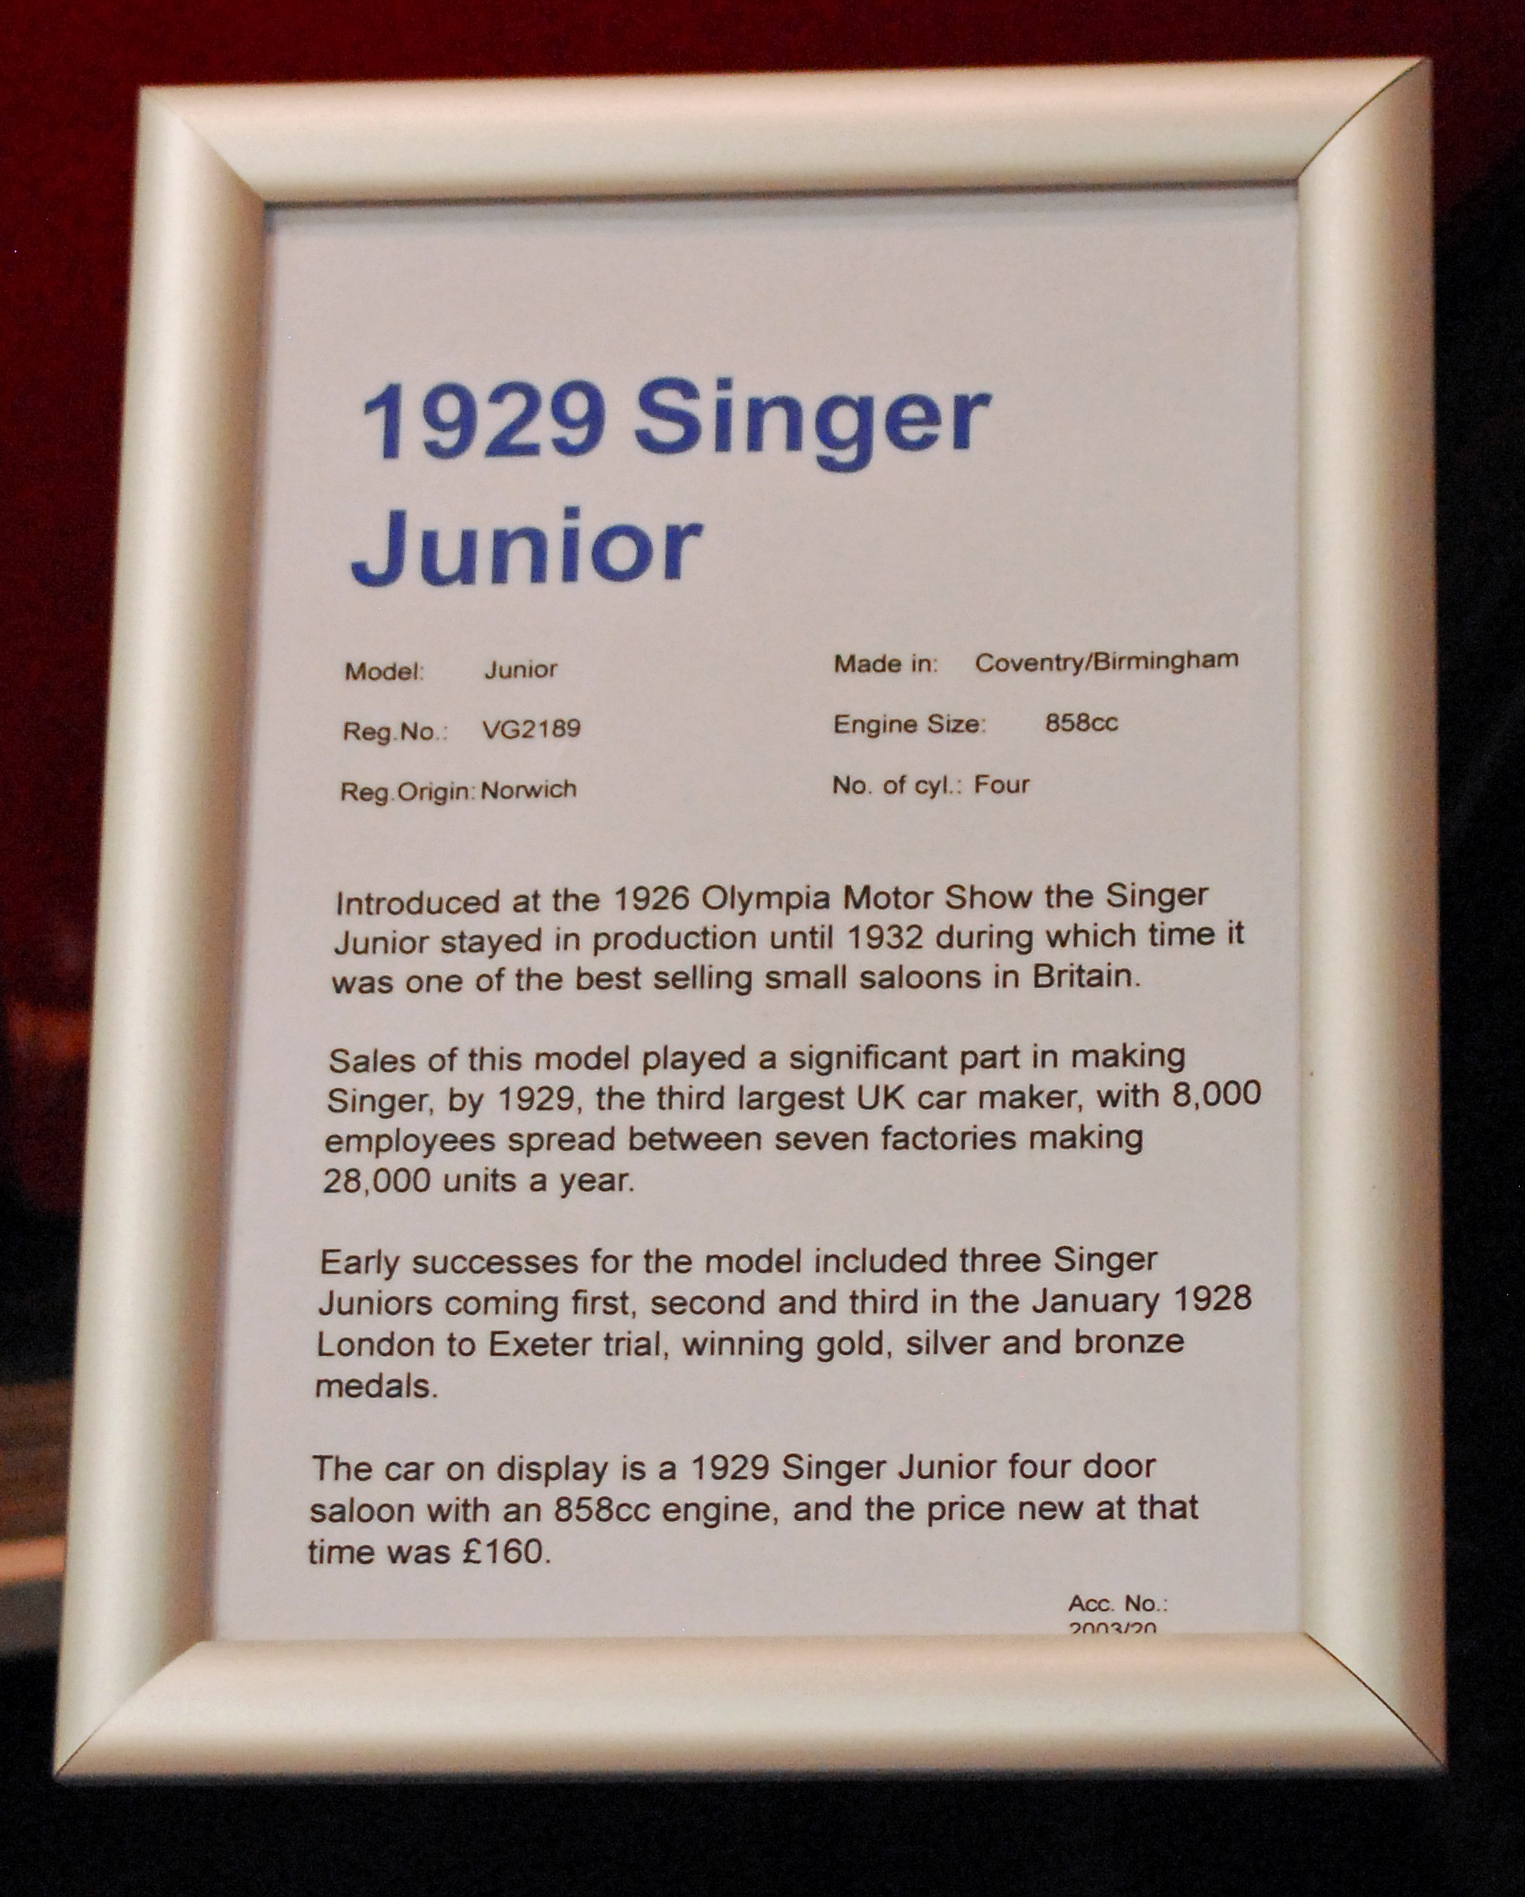 1929 Singer
Junior
Model: Junior Made in: Coventry/Birmingham
Reg.No.: VG2189 Engine Size: 858cc
Reg.Origin: Norwich No. of cyl.: Four
Introduced at the 1926 Olympia Motor Show the Singer
Junior stayed in production until 1932 during which time it
was one of the best selling small saloons in Britain.
Sales of this model played a significant part in making
Singer, by 1929, the third largest UK car maker, with 8,000
employees spread between seven factories making
28,000 units a year.
Early successes for the model included three Singer
Juniors coming first, second and third in the January 1928
London to Exeter trial, winning gold, silver and bronze
medals.
The car on display is a 1929 Singer Junior four door
saloon with an 858cc engine, and the price new at that
time was £160.
Acc. No.:
2003/20